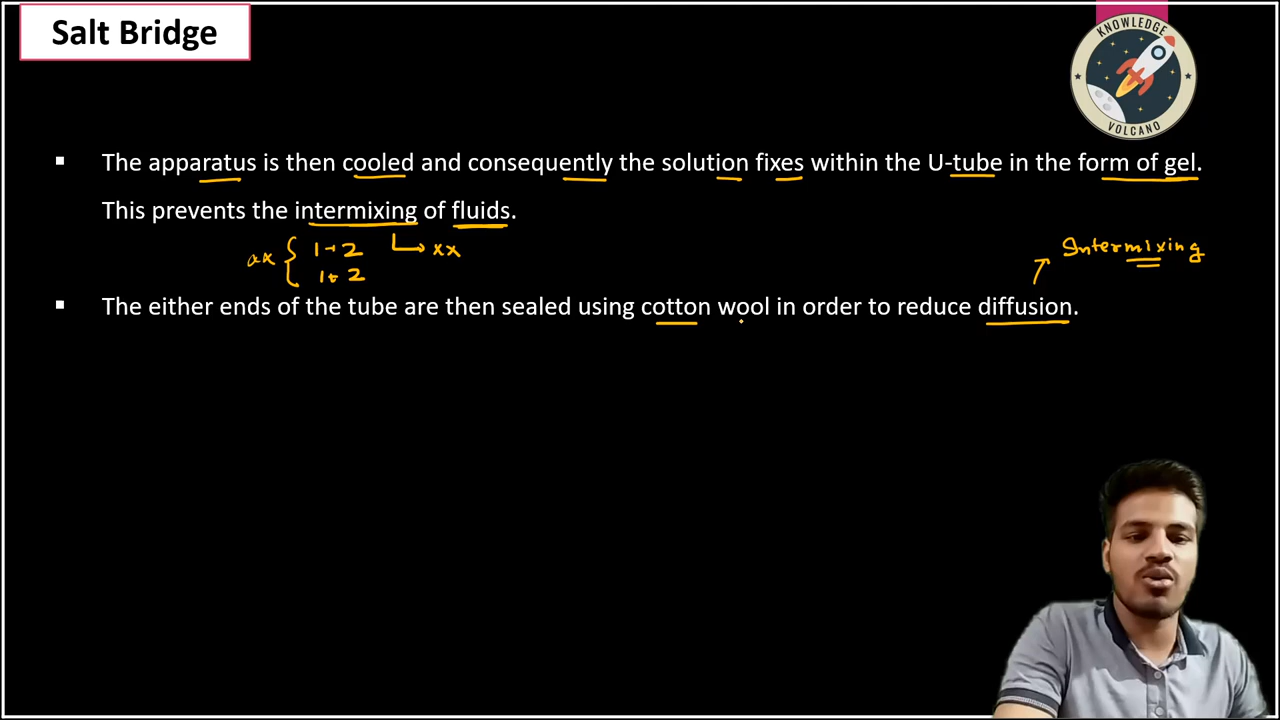 Salt Bridge
KNOWLEDGE
VOLCANO
▪ The apparatus is then cooled and consequently the solution fixes within the U-tube in the form of gel.
This prevents the intermixing of fluids.
1 → 2
xx
Intermixing
▪ The either ends of the tube are then sealed using cotton wool in order to reduce diffusion.